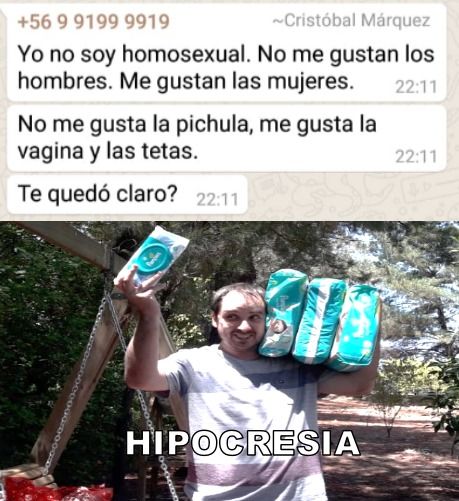 +56 9 9199 9919 ~Cristóbal Márquez
Yo no soy homosexual. No me gustan los
hombres. Me gustan las mujeres. 22:11
No me gusta la pichula, me gusta la
vagina y las tetas. 22:11
Te quedó claro? 22:11
Pampers
HIPOCRESIA